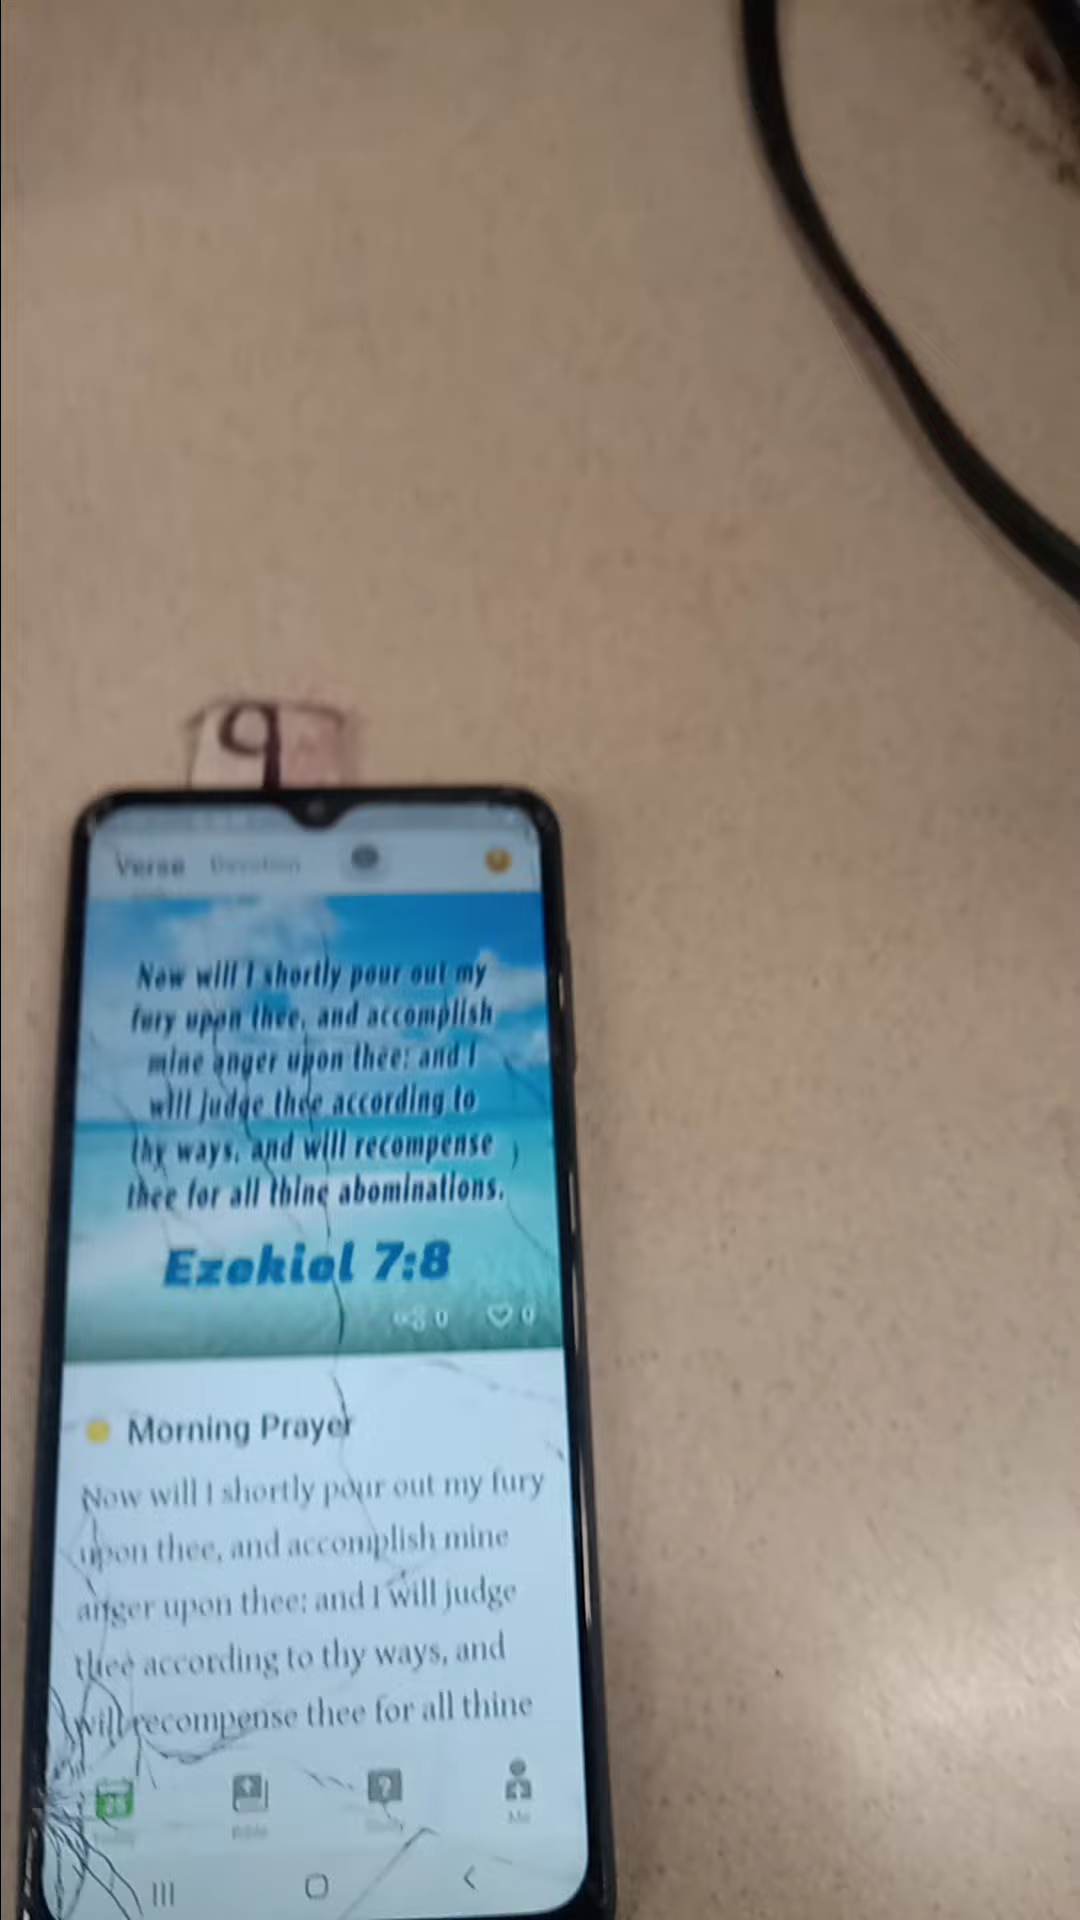 9
Verse Devotion
Now will I shortly pour out my
fury upon thee, and accomplish
mine anger upon thee: and I
will judge thee according to
thy ways, and will recompense
thee for all thine abominations.
Ezekiel 7:8
0 0
Morning Prayer
Now will I shortly pour out my fury
upon thee, and accomplish mine
anger upon thee: and I will judge
thee according to thy ways, and
will recompense thee for all thine
Today Bible Study Me